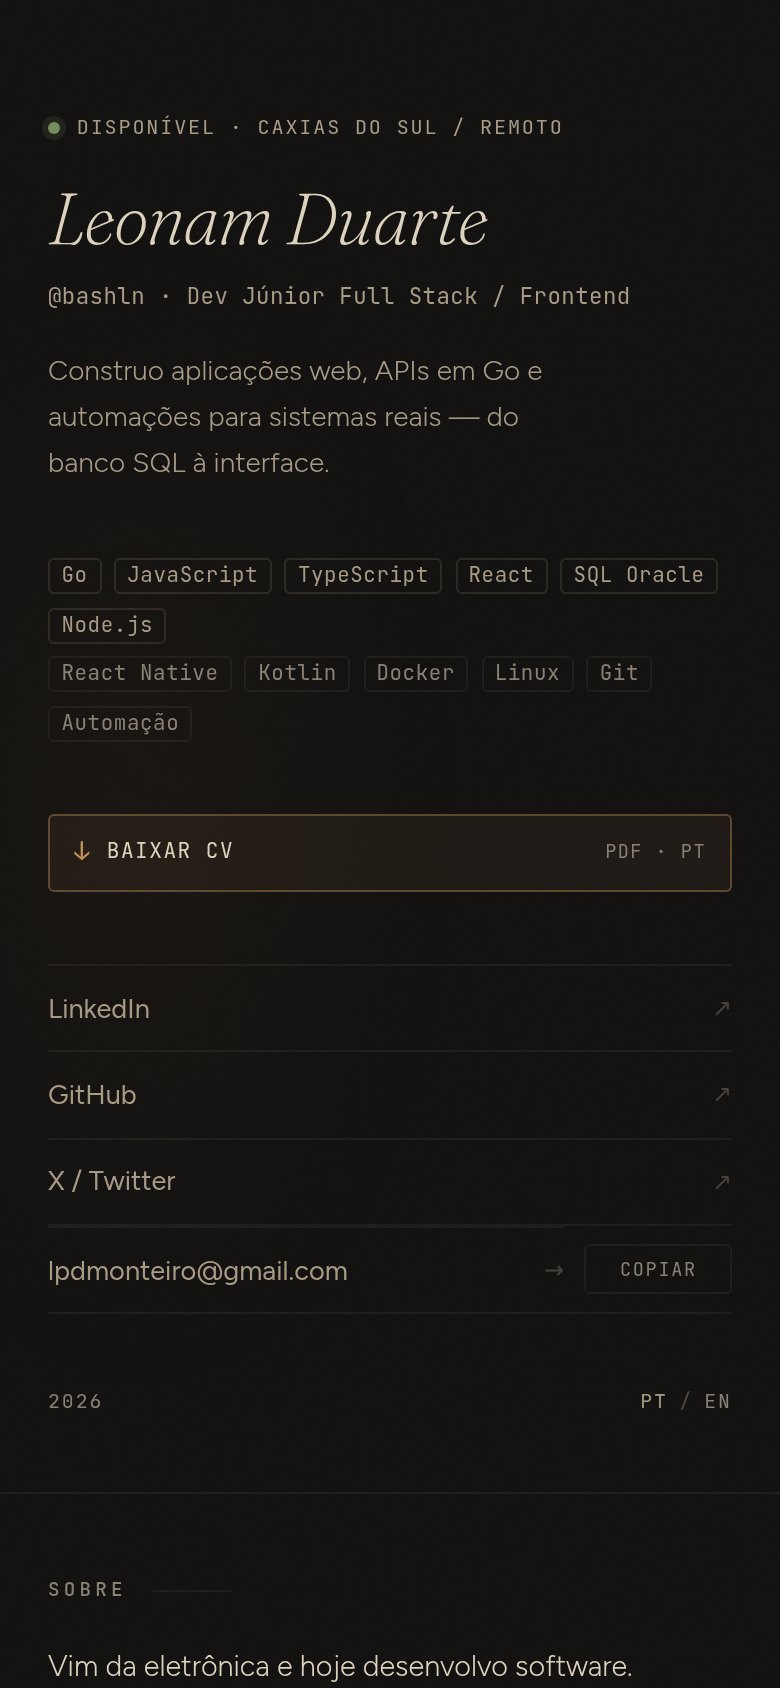 DISPONÍVEL · CAXIAS DO SUL / REMOTO
Leonam Duarte
@bashln · Dev Júnior Full Stack / Frontend
Construo aplicações web, APIs em Go e
automações para sistemas reais — do
banco SQL à interface.
Go JavaScript TypeScript React SQL Oracle
Node.js
React Native Kotlin Docker Linux Git
Automação
↓ BAIXAR CV PDF · PT
LinkedIn ↗
GitHub ↗
X / Twitter ↗
lpdmonteiro@gmail.com → COPIAR
2026 PT / EN
SOBRE
Vim da eletrônica e hoje desenvolvo software.